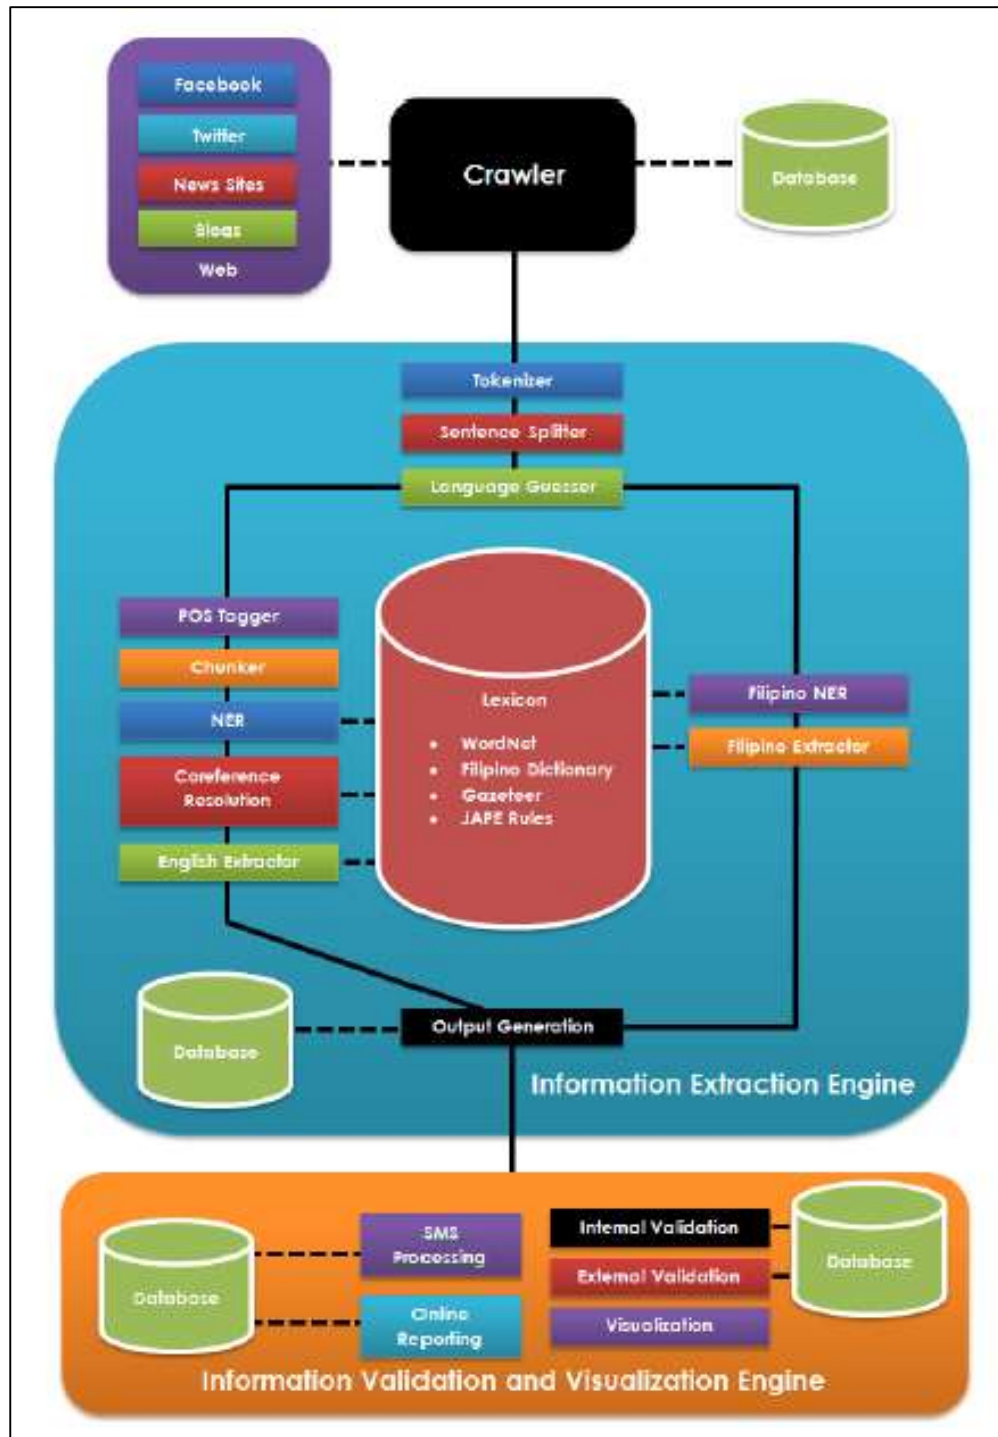 Facebook
Twitter
News Sites
Blogs
Web
Crawler
Database
Tokenizer
Sentence Splitter
Language Guesser
POS Tagger
Chunker
NER
Coreference
Resolution
English Extractor
Lexicon
• WordNet
• Filipino Dictionary
• Gazeteer
• JAPE Rules
Filipino NER
Filipino Extractor
Database
Output Generation
Information Extraction Engine
Database
SMS
Processing
Online
Reporting
Internal Validation
External Validation
Visualization
Database
Information Validation and Visualization Engine